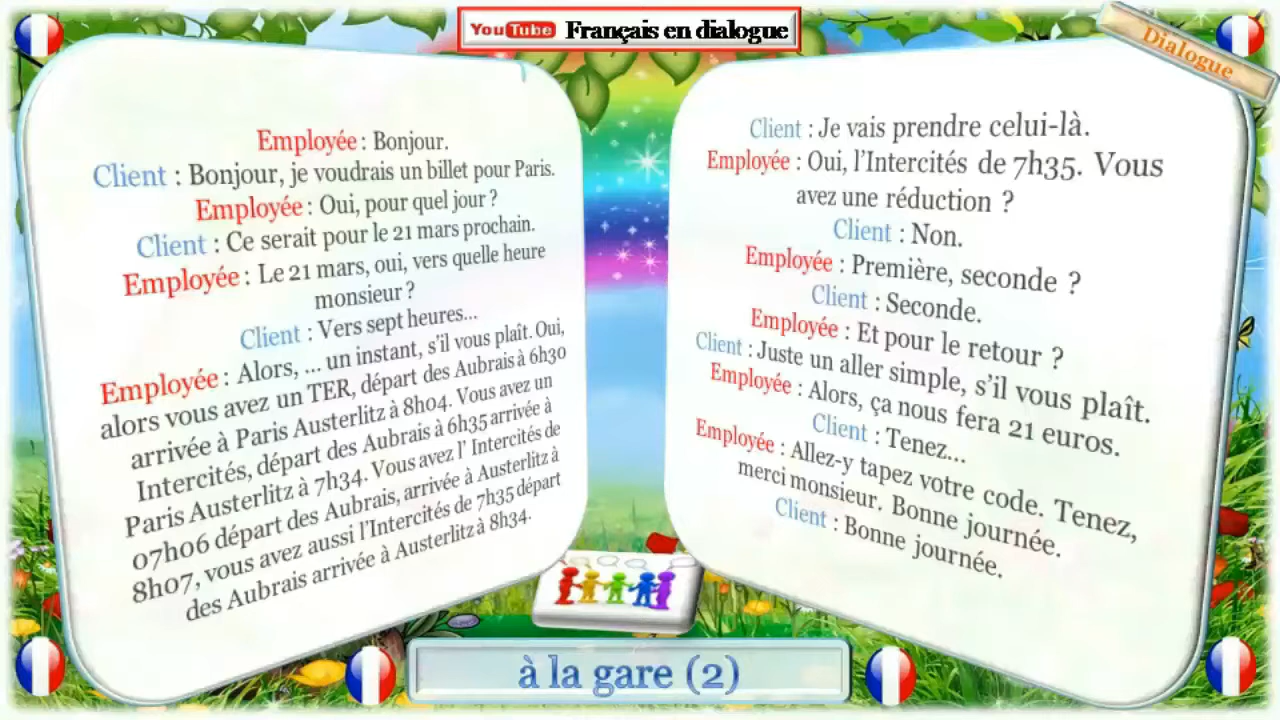 YouTube Français en dialogue
Dialogue
Employée : Bonjour.
Client : Bonjour, je voudrais un billet pour Paris.
Employée : Oui, pour quel jour ?
Client : Ce serait pour le 21 mars prochain.
Employée : Le 21 mars, oui, vers quelle heure
monsieur ?
Client : Vers sept heures...
Employée : Alors, ... un instant, s'il vous plaît. Oui,
alors vous avez un TER, départ des Aubrais à 6h30
arrivée à Paris Austerlitz à 8h04. Vous avez un
Intercités, départ des Aubrais à 6h35 arrivée à
Paris Austerlitz à 7h34. Vous avez l' Intercités de
07h06 départ des Aubrais, arrivée à Austerlitz à
8h07, vous avez aussi l'Intercités de 7h35 départ
des Aubrais arrivée à Austerlitz à 8h34.
Client : Je vais prendre celui-là.
Employée : Oui, l'Intercités de 7h35. Vous
avez une réduction ?
Client : Non.
Employée : Première, seconde ?
Client : Seconde.
Employée : Et pour le retour ?
Client : Juste un aller simple, s'il vous plaît.
Employée : Alors, ça nous fera 21 euros.
Client : Tenez...
Employée : Allez-y tapez votre code. Tenez,
merci monsieur. Bonne journée.
Client : Bonne journée.
à la gare (2)